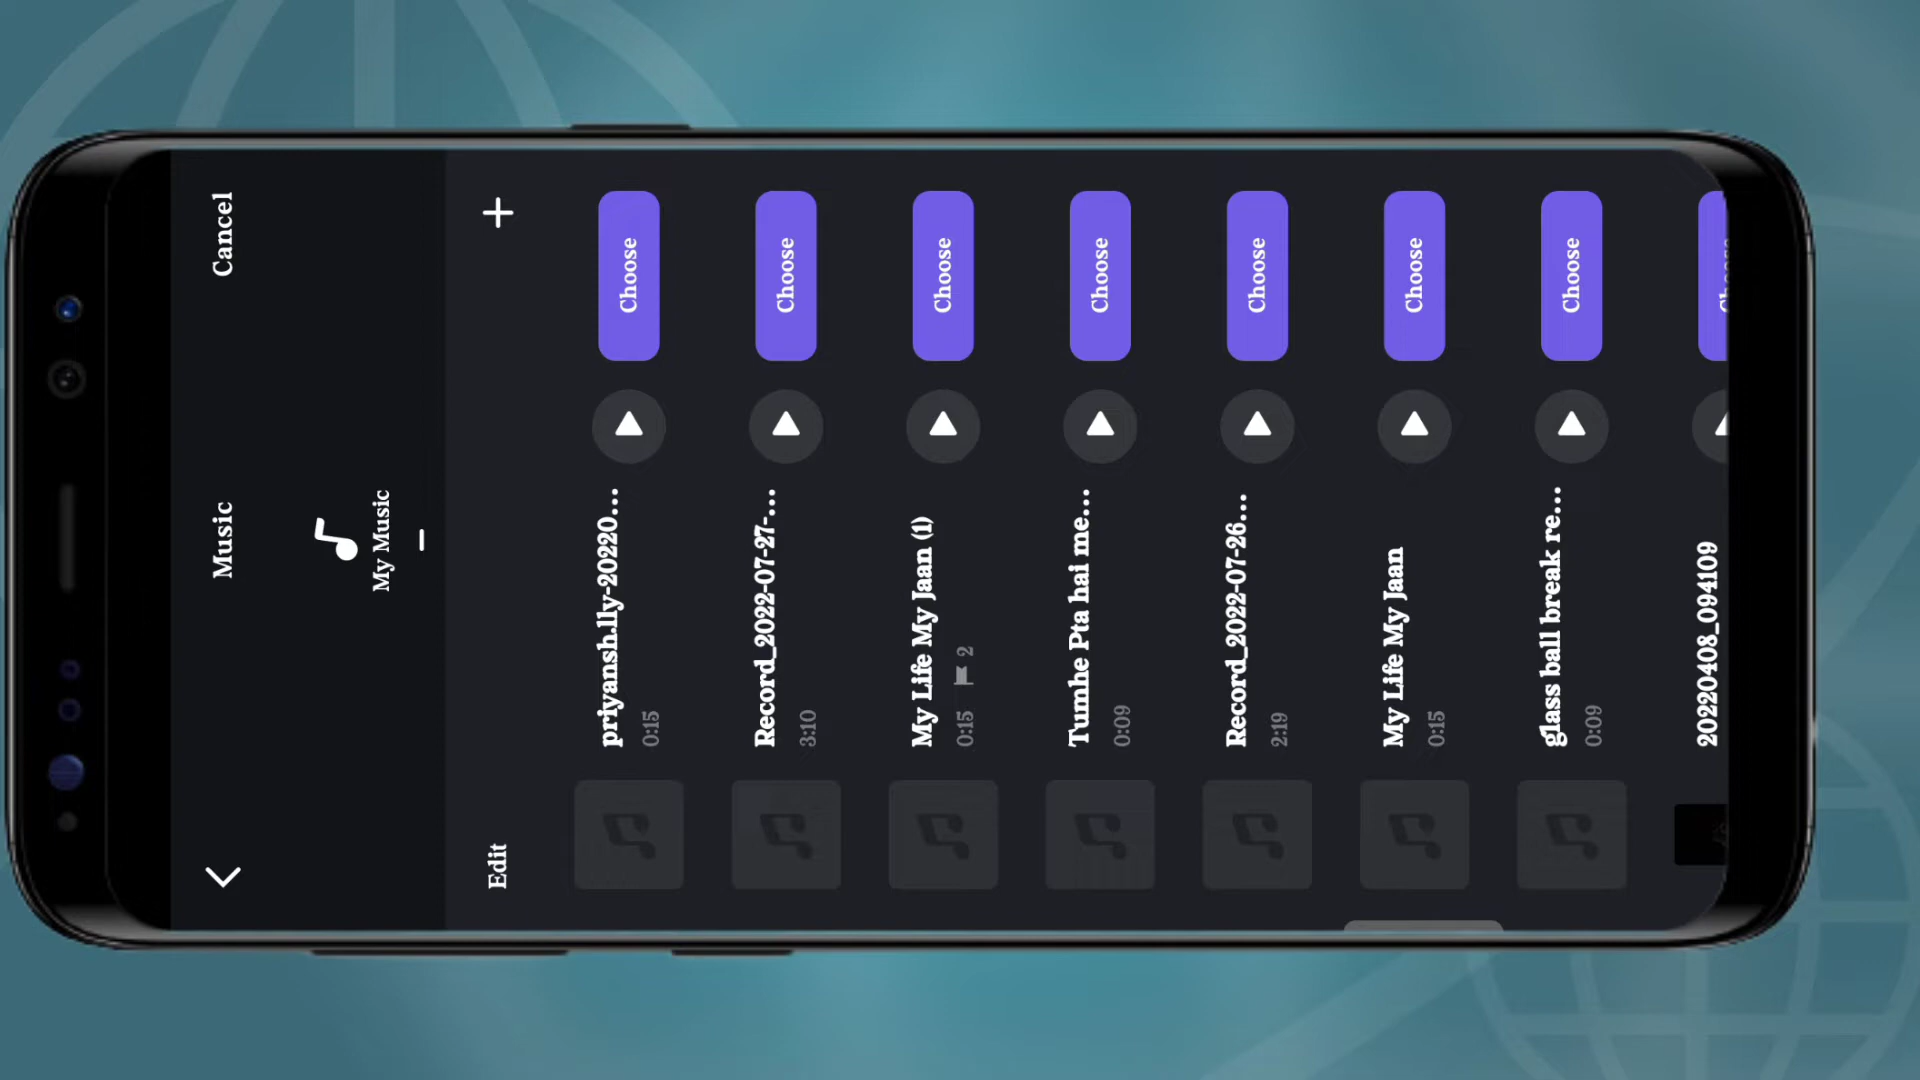 Music
Cancel
My Music
Edit
priyansh.lly-20220...
0:15
Choose
Record_2022-07-27-...
3:10
Choose
My Life My Jaan (1)
0:15 2
Choose
Tumhe Pta hai me...
0:09
Choose
Record_2022-07-26...
2:19
Choose
My Life My Jaan
0:15
Choose
glass ball break re...
0:09
Choose
20220408_094109